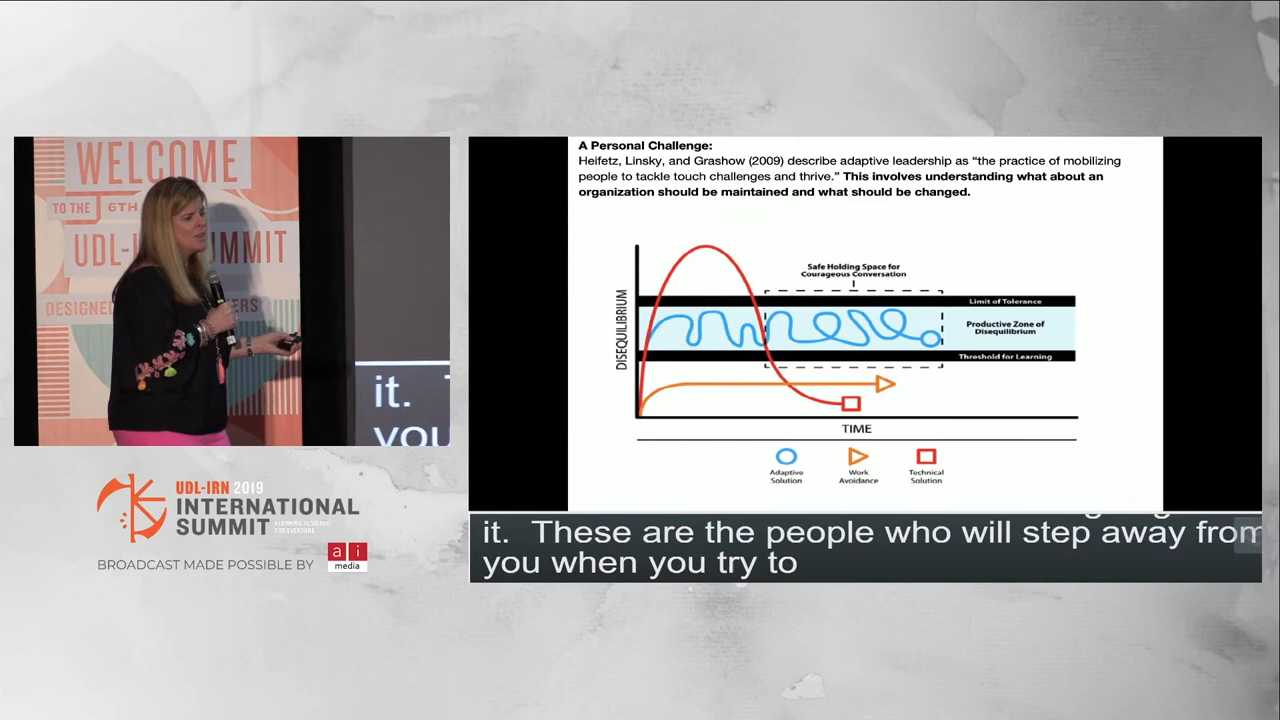 WELCOME
TO THE 6TH
UDL-I SUMMIT
DESIGNED
it.
you
UDL-IRN 2019
INTERNATIONAL
SUMMIT
LEARNING DESIGNED
FOR EVERYONE
BROADCAST MADE POSSIBLE BY
a i
media
A Personal Challenge:
Heifetz, Linsky, and Grashow (2009) describe adaptive leadership as “the practice of mobilizing
people to tackle touch challenges and thrive.” This involves understanding what about an
organization should be maintained and what should be changed.
Safe Holding Space for
Courageous Conversation
Limit of Tolerance
Productive Zone of
Disequilibrium
Threshold for Learning
DISEQUILIBRIUM
TIME
Adaptive
Solution
Work
Avoidance
Technical
Solution
it. These are the people who will step away from
you when you try to